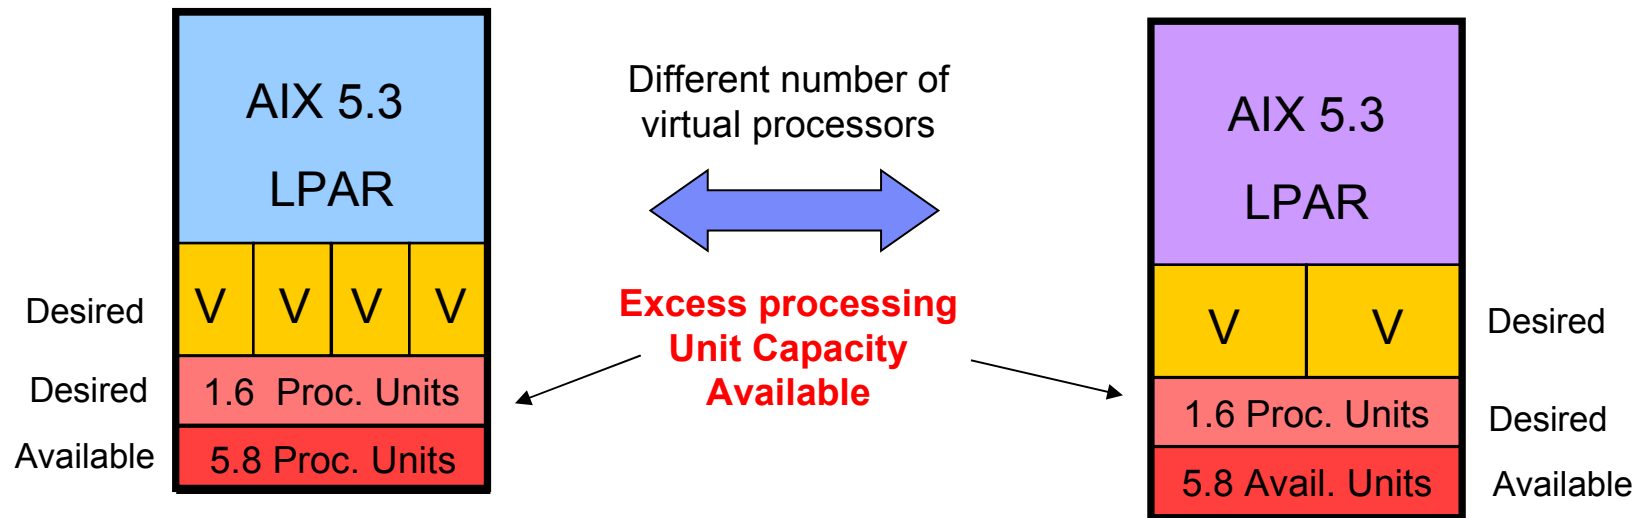 AIX 5.3
LPAR
Desired
V V V V
Desired
1.6 Proc. Units
Available
5.8 Proc. Units
Different number of
virtual processors
Excess processing
Unit Capacity
Available
AIX 5.3
LPAR
V V
Desired
1.6 Proc. Units
Desired
5.8 Avail. Units
Available